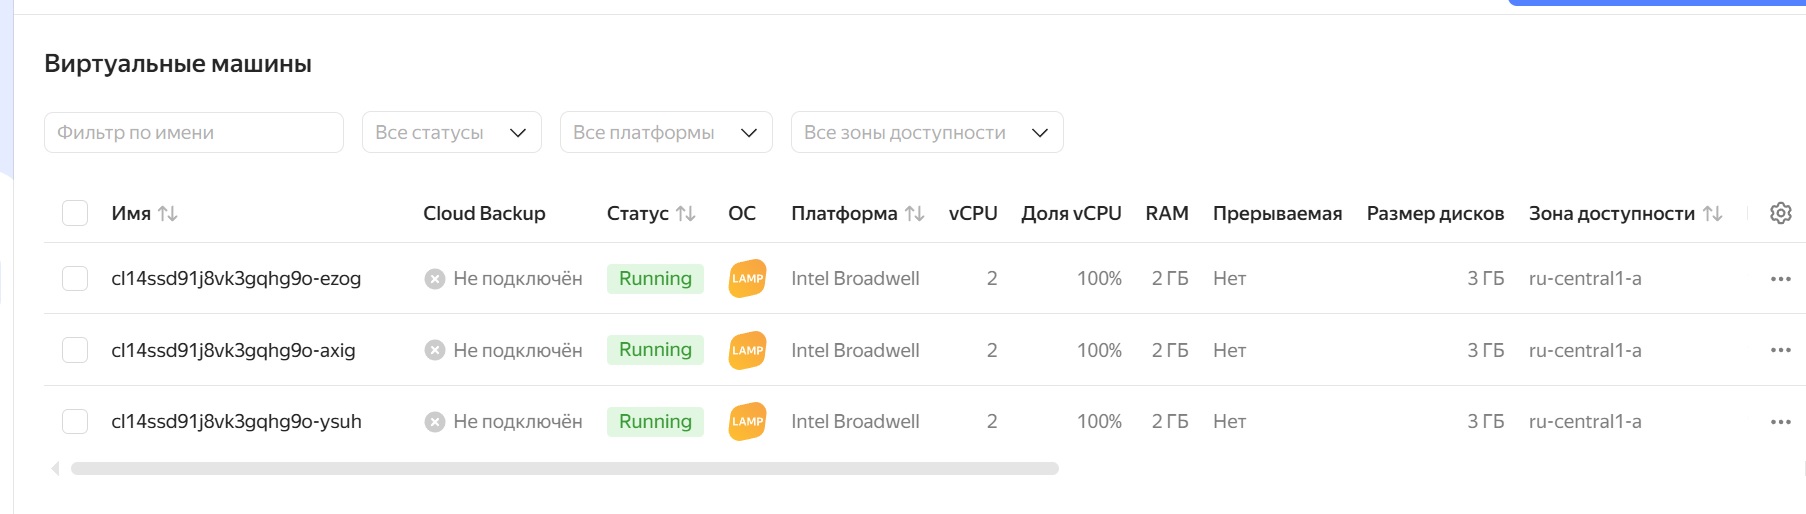 Виртуальные машины
Фильтр по имени Все статусы Все платформы Все зоны доступности
Имя Cloud Backup Статус ОС Платформа vCPU Доля vCPU RAM Прерываемая Размер дисков Зона доступности
cl14ssd91j8vk3gqhg9o-ezog Не подключён Running LAMP Intel Broadwell 2 100% 2 ГБ Нет 3 ГБ ru-central1-a
cl14ssd91j8vk3gqhg9o-axig Не подключён Running LAMP Intel Broadwell 2 100% 2 ГБ Нет 3 ГБ ru-central1-a
cl14ssd91j8vk3gqhg9o-ysuh Не подключён Running LAMP Intel Broadwell 2 100% 2 ГБ Нет 3 ГБ ru-central1-a